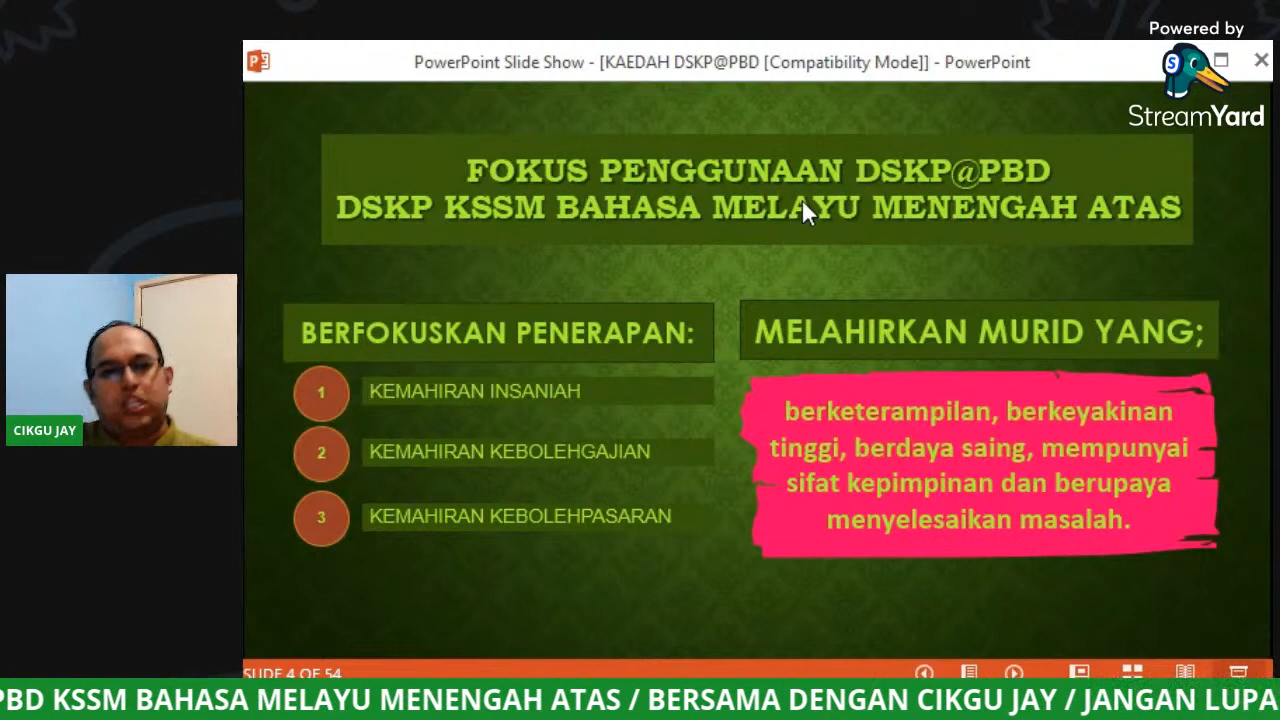 Powered by
StreamYard
PowerPoint Slide Show - [KAEDAH DSKP@PBD [Compatibility Mode]] - PowerPoint
FOKUS PENGGUNAAN DSKP@PBD
DSKP KSSM BAHASA MELAYU MENENGAH ATAS
BERFOKUSKAN PENERAPAN:
1 KEMAHIRAN INSANIAH
2 KEMAHIRAN KEBOLEHGAJIAN
3 KEMAHIRAN KEBOLEHPASARAN
MELAHIRKAN MURID YANG;
berketerampilan, berkeyakinan
tinggi, berdaya saing, mempunyai
sifat kepimpinan dan berupaya
menyelesaikan masalah.
CIKGU JAY
SLIDE 4 OF 54
PBD KSSM BAHASA MELAYU MENENGAH ATAS / BERSAMA DENGAN CIKGU JAY / JANGAN LUPA